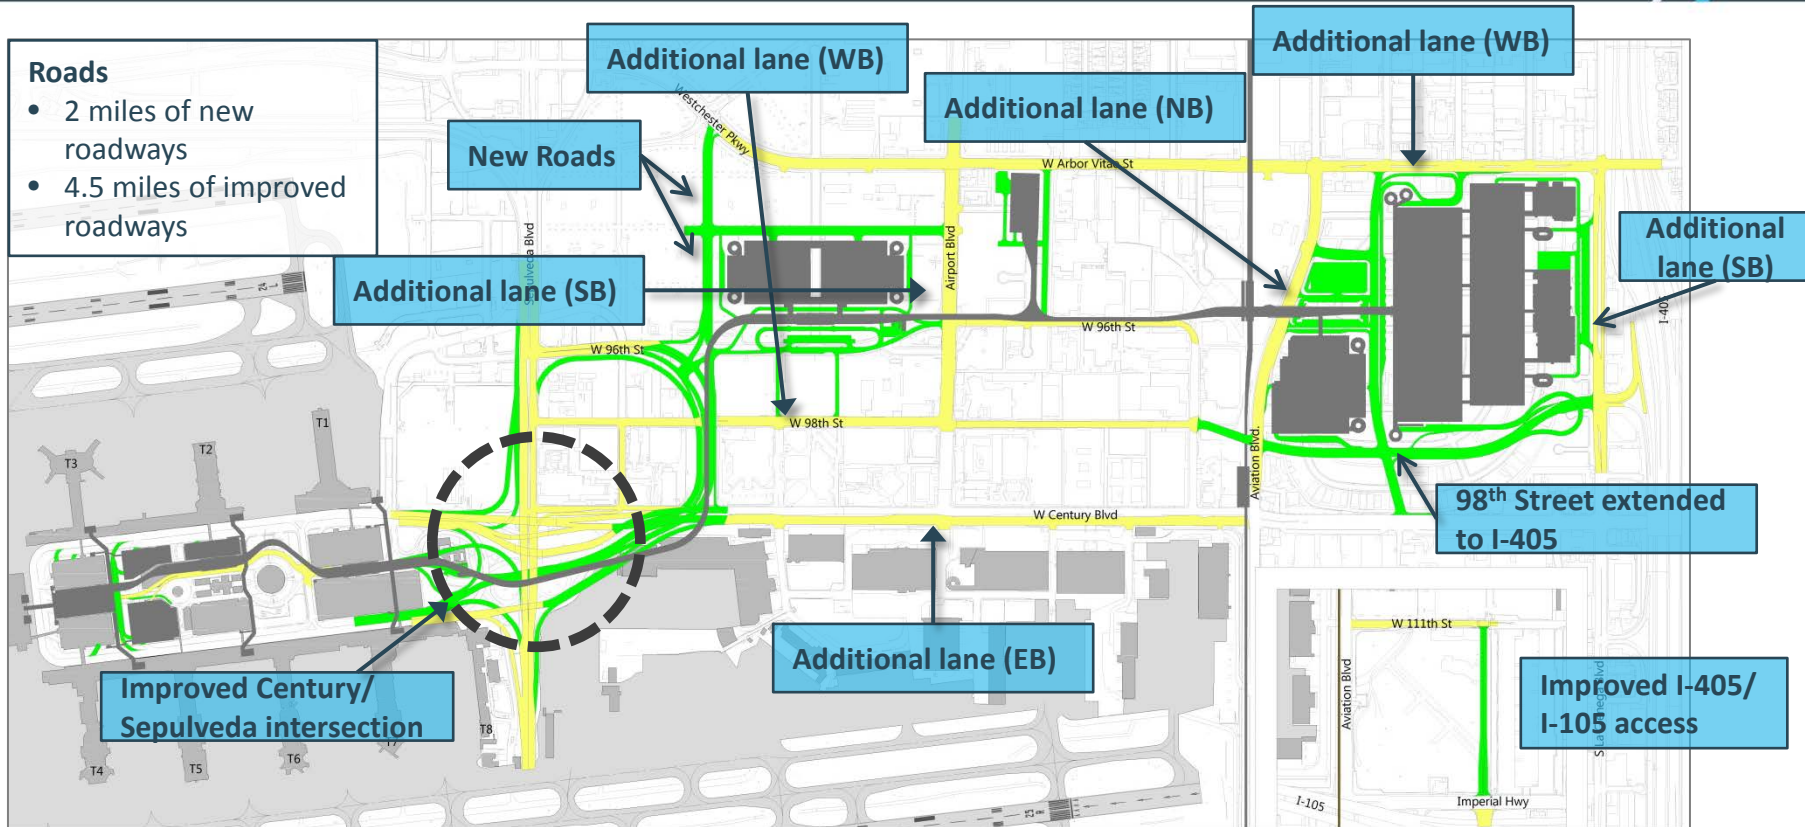 Roads
• 2 miles of new
roadways
• 4.5 miles of improved
roadways
Additional lane (WB)
Additional lane (WB)
Additional lane (NB)
New Roads
Additional lane (SB)
Additional
lane (SB)
98th Street extended
to I-405
Additional lane (EB)
Improved Century/
Sepulveda intersection
Improved I-405/
I-105 access
Westchester Pkwy
W Arbor Vitae St
Airport Blvd
W 96th St
W 96th St
I-405
W 98th St
Aviation Blvd.
W Century Blvd
T1
T2
T3
T4
T5
T6
T7
T8
W 111th St
Aviation Blvd
Imperial Hwy
I-105